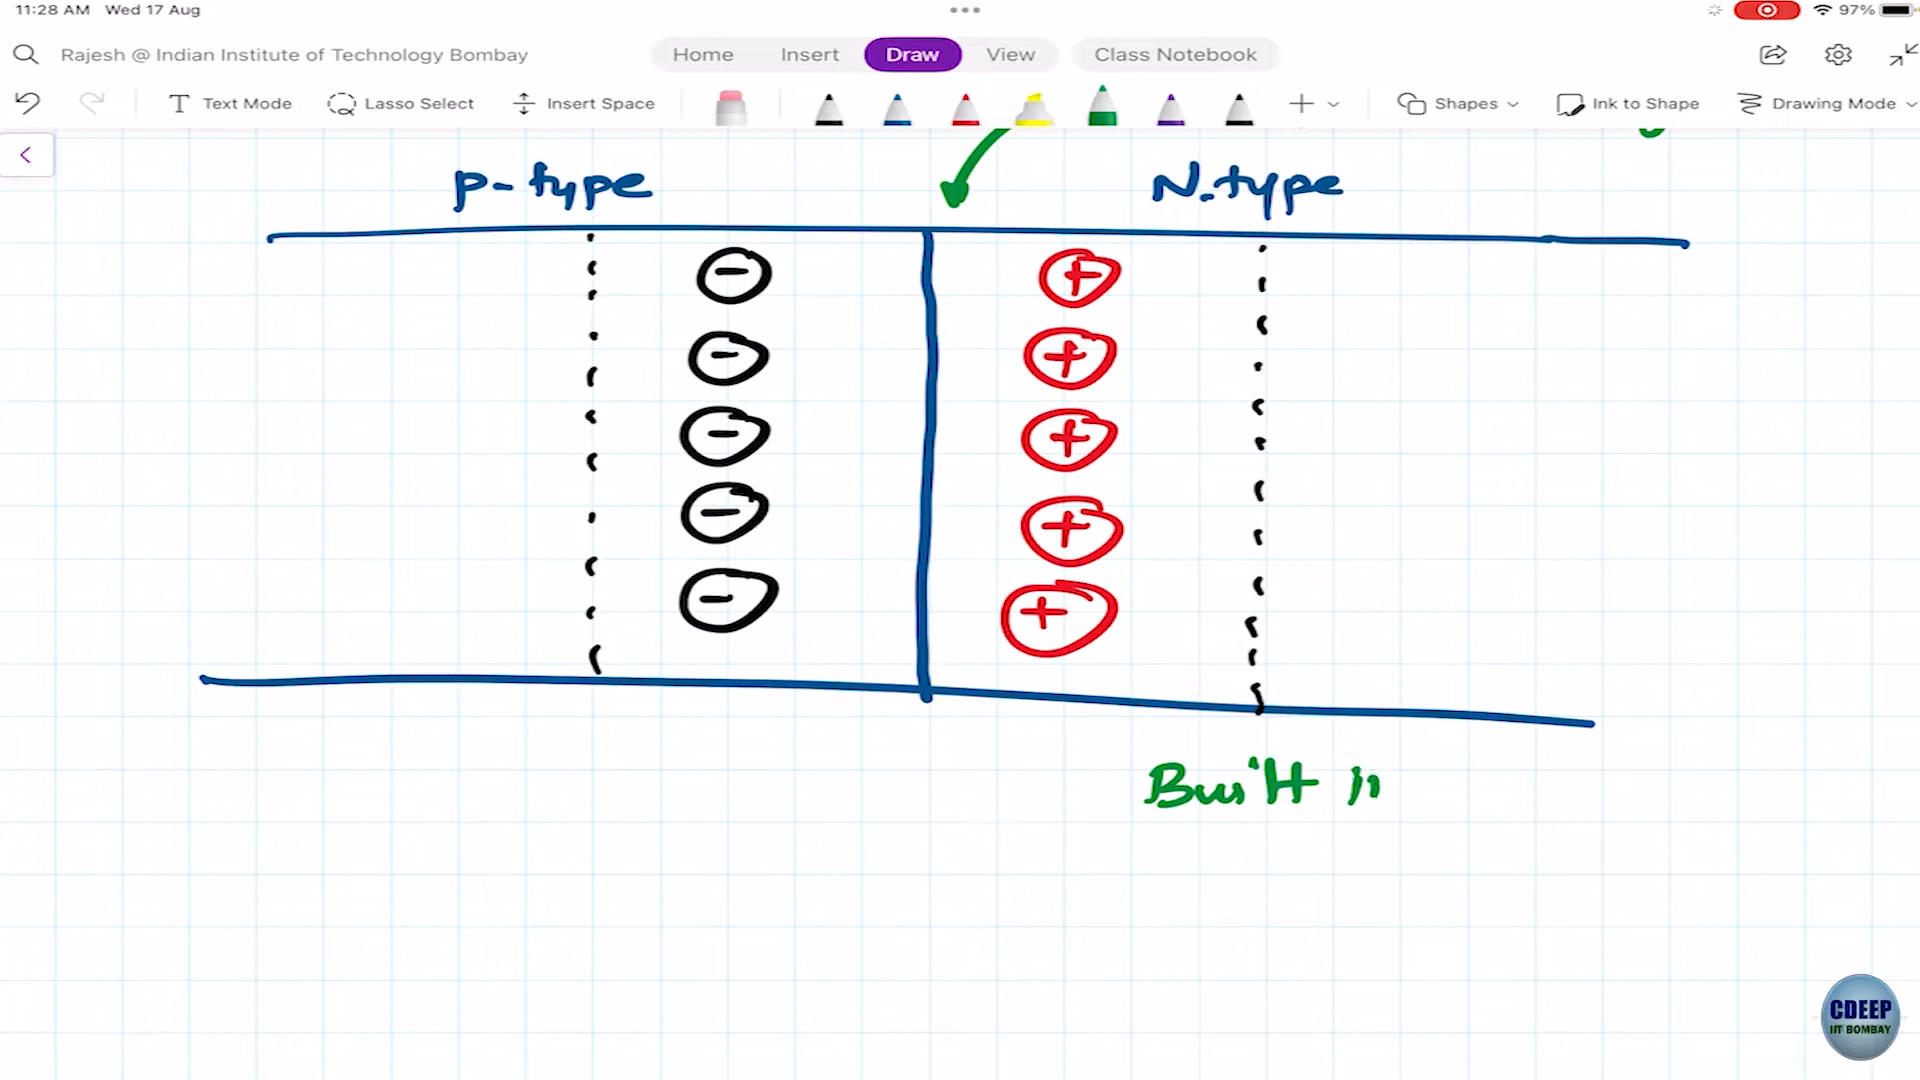 11:28 AM Wed 17 Aug
97%
Rajesh @ Indian Institute of Technology Bombay
Home Insert Draw View Class Notebook
Text Mode Lasso Select Insert Space Shapes Ink to Shape Drawing Mode
P-type N-type
- +
- +
- +
- +
- +
Built in
CDEEP
IIT BOMBAY